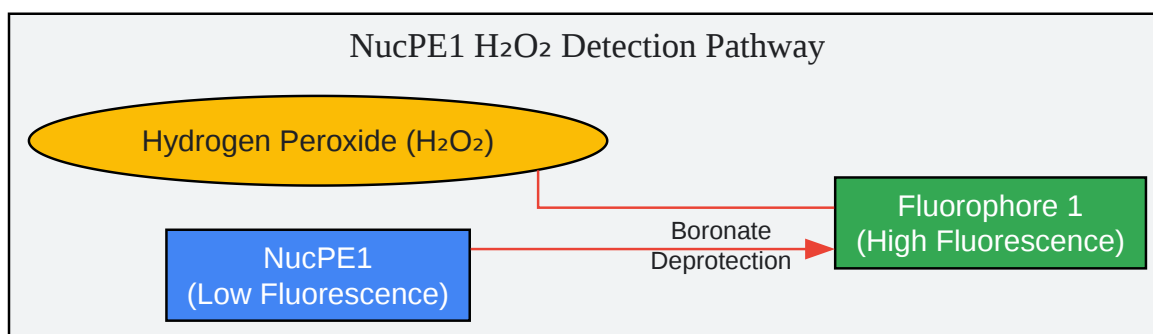 NucPE1 H₂O₂ Detection Pathway
Hydrogen Peroxide (H₂O₂)
Fluorophore 1
(High Fluorescence)
Boronate
Deprotection
NucPE1
(Low Fluorescence)